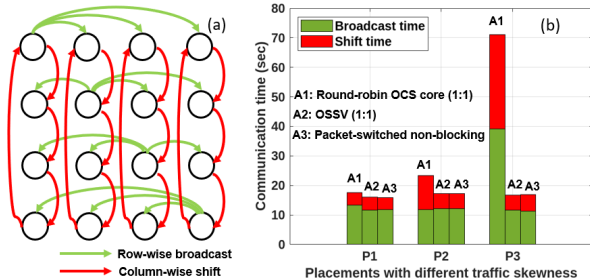 (a)
Row-wise broadcast
Column-wise shift
(b)
Communication time (sec)
80
70
60
50
40
30
20
10
0
Broadcast time
Shift time
A1: Round-robin OCS core (1:1)
A2: OSSV (1:1)
A3: Packet-switched non-blocking
A1
A2 A3
A1
A2 A3
A1
A2 A3
P1 P2 P3
Placements with different traffic skewness